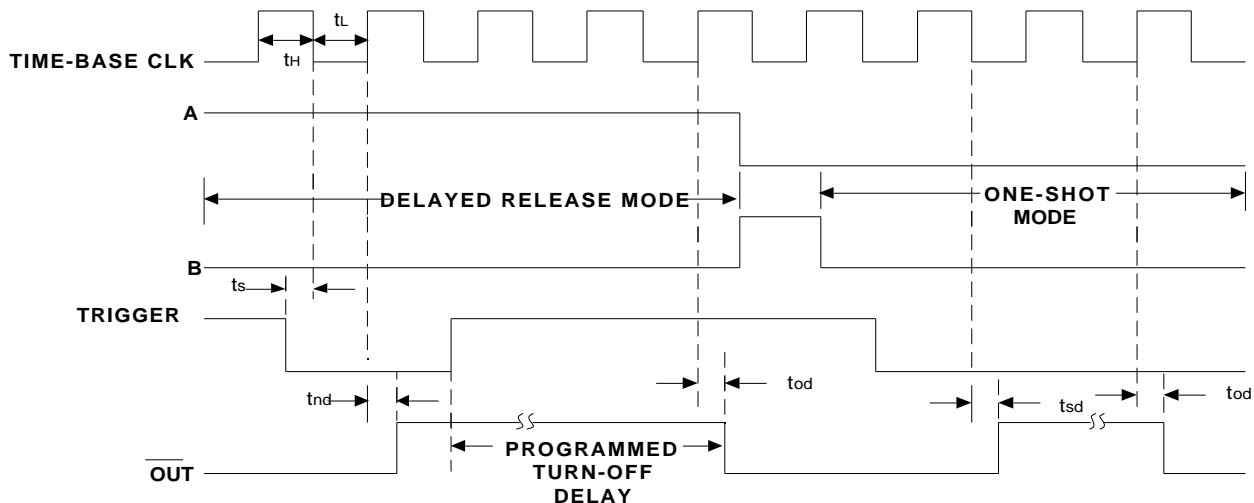 tL
tH
TIME-BASE CLK
A
DELAYED RELEASE MODE
ONE-SHOT
MODE
B
ts
TRIGGER
tnd
tod
tsd
tod
PROGRAMMED
TURN-OFF
DELAY
OUT